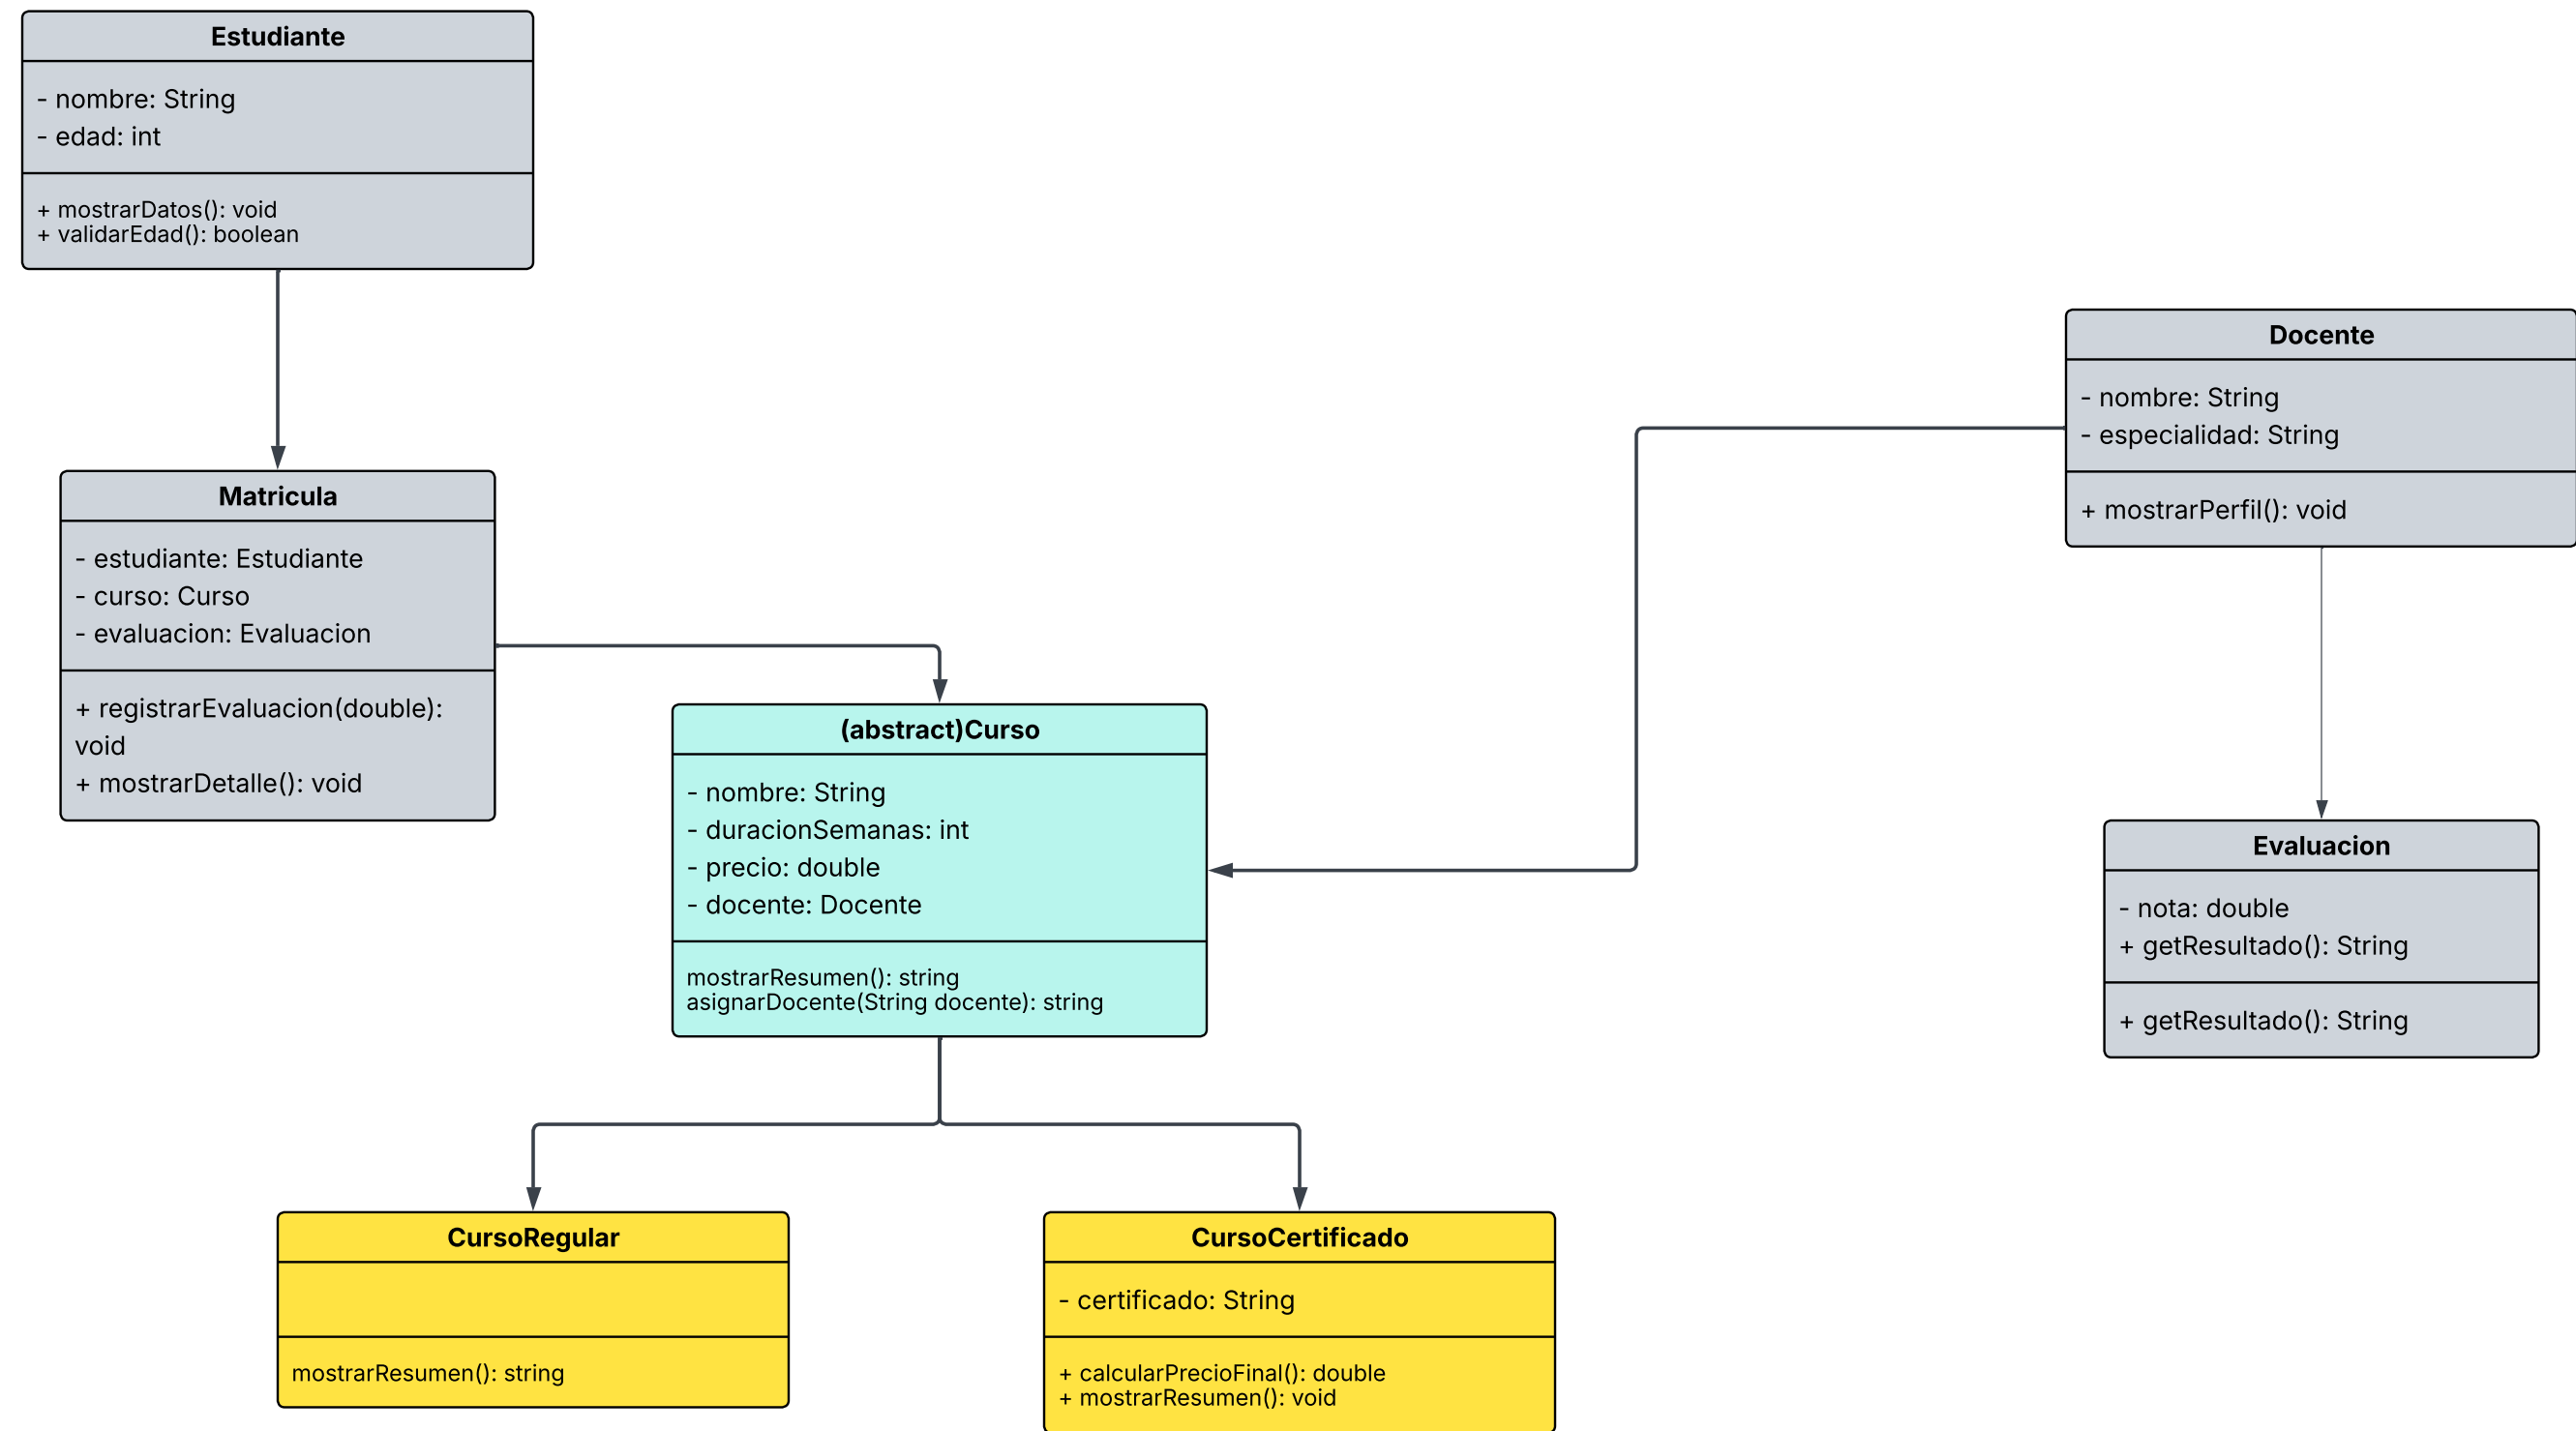 Estudiante
- nombre: String
- edad: int
+ mostrarDatos(): void
+ validarEdad(): boolean
Docente
- nombre: String
- especialidad: String
+ mostrarPerfil(): void
Matricula
- estudiante: Estudiante
- curso: Curso
- evaluacion: Evaluacion
+ registrarEvaluacion(double):
void
+ mostrarDetalle(): void
(abstract)Curso
- nombre: String
- duracionSemanas: int
- precio: double
- docente: Docente
mostrarResumen(): string
asignarDocente(String docente): string
Evaluacion
- nota: double
+ getResultado(): String
+ getResultado(): String
CursoRegular
mostrarResumen(): string
CursoCertificado
- certificado: String
+ calcularPrecioFinal(): double
+ mostrarResumen(): void